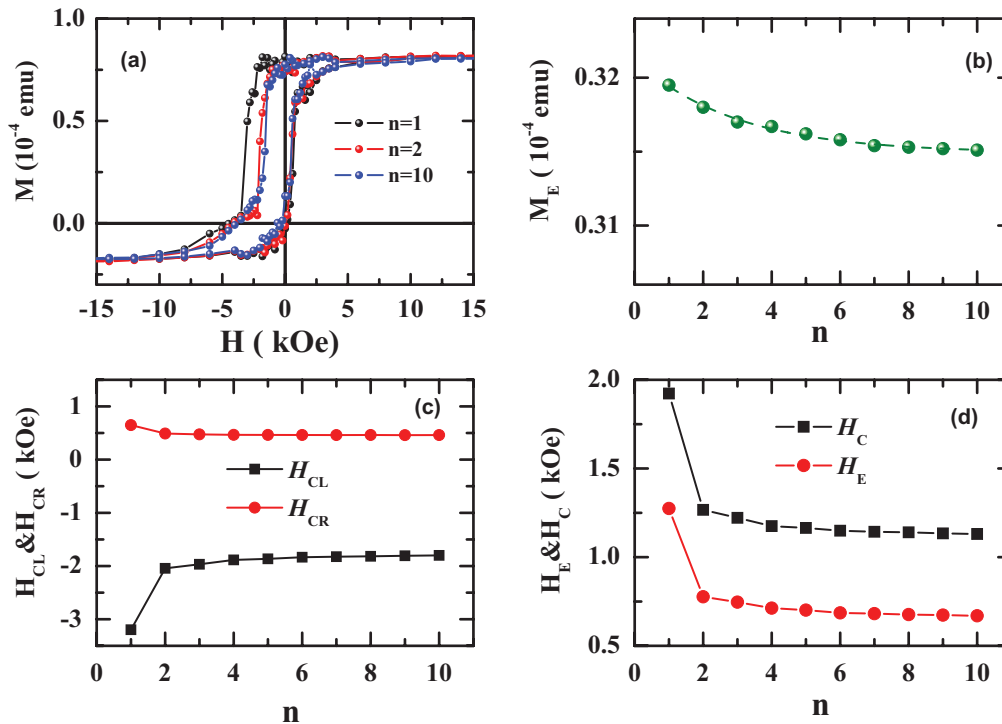 (a)
1.0
0.5
0.0
M (10⁻⁴ emu)
n=1
n=2
n=10
-15 -10 -5 0 5 10 15
H ( kOe)
(b)
0.32
0.31
M_E ( 10⁻⁴ emu)
0 2 4 6 8 10
n
(c)
1
0
-1
-2
-3
H_CL&H_CR ( kOe)
H_CL
H_CR
0 2 4 6 8 10
n
(d)
2.0
1.5
1.0
0.5
H_E&H_C ( kOe)
H_C
H_E
0 2 4 6 8 10
n